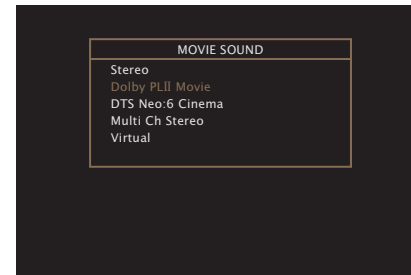 MOVIE SOUND
Stereo
Dolby PLII Movie
DTS Neo:6 Cinema
Multi Ch Stereo
Virtual